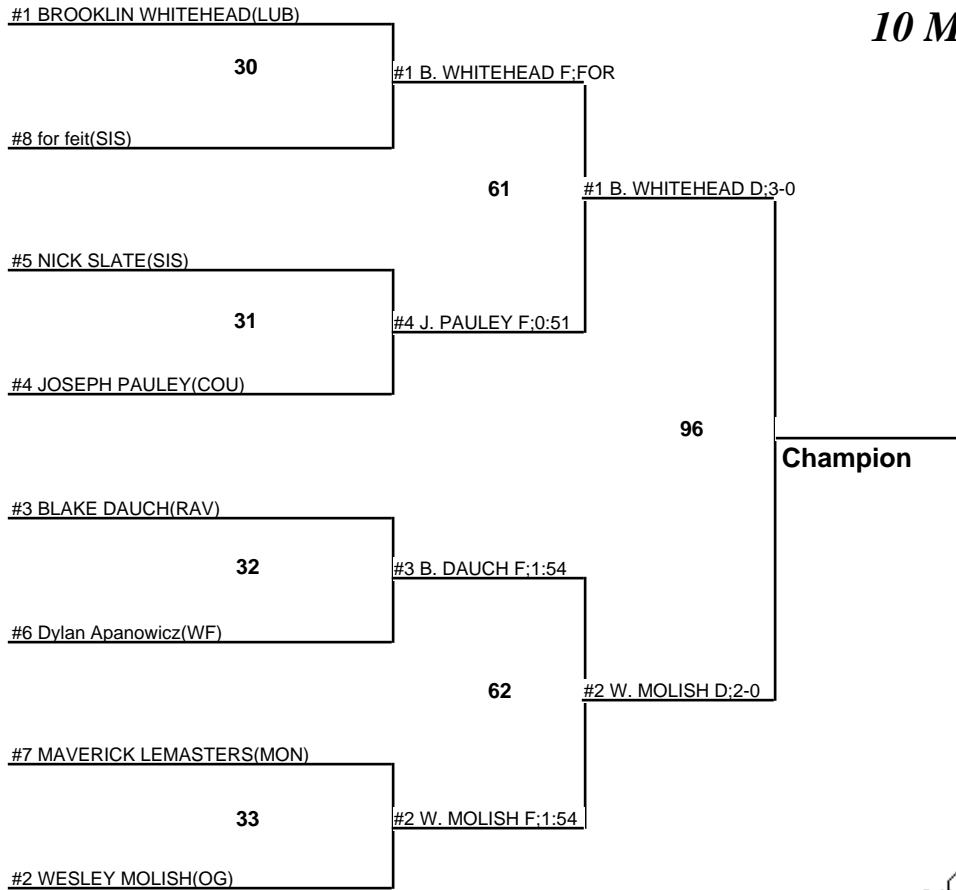 #1 BROOKLIN WHITEHEAD(LUB)
10 M
30
#1 B. WHITEHEAD F;FOR
#8 for feit(SIS)
61
#1 B. WHITEHEAD D;3-0
#5 NICK SLATE(SIS)
31
#4 J. PAULEY F;0:51
#4 JOSEPH PAULEY(COU)
96
Champion
#3 BLAKE DAUCH(RAV)
32
#3 B. DAUCH F;1:54
#6 Dylan Apanowicz(WF)
62
#2 W. MOLISH D;2-0
#7 MAVERICK LEMASTERS(MON)
33
#2 W. MOLISH F;1:54
#2 WESLEY MOLISH(OG)